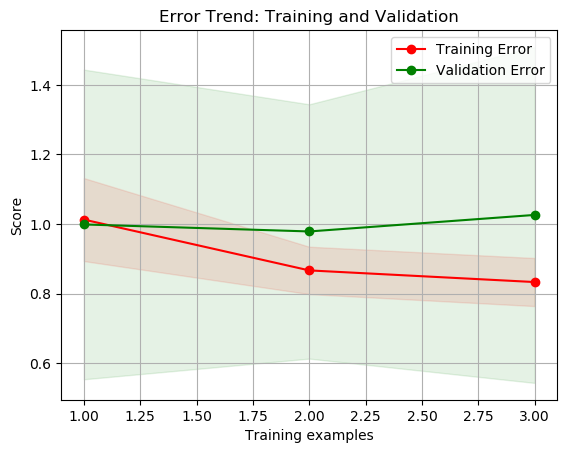 Error Trend: Training and Validation
Training Error
Validation Error
Score
1.4
1.2
1.0
0.8
0.6
1.00 1.25 1.50 1.75 2.00 2.25 2.50 2.75 3.00
Training examples